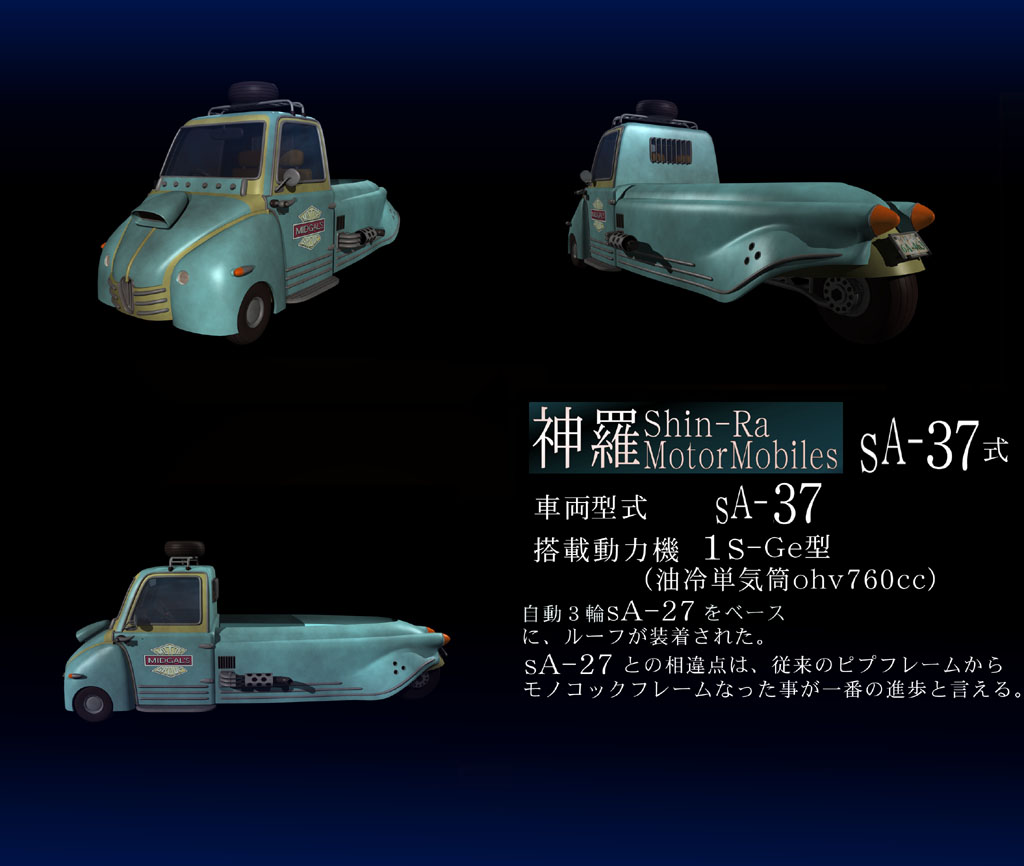 MIDGAL'S
MIDGAL'S
神羅 Shin-Ra
MotorMobiles
sA-37式
車両型式 sA-37
搭載動力機 1s-Ge型
(油冷単気筒ohv760cc)
自動3輪sA-27をベース
に、ルーフが装着された。
sA-27との相違点は、従来のピプフレームから
モノコックフレームなった事が一番の進歩と言える。